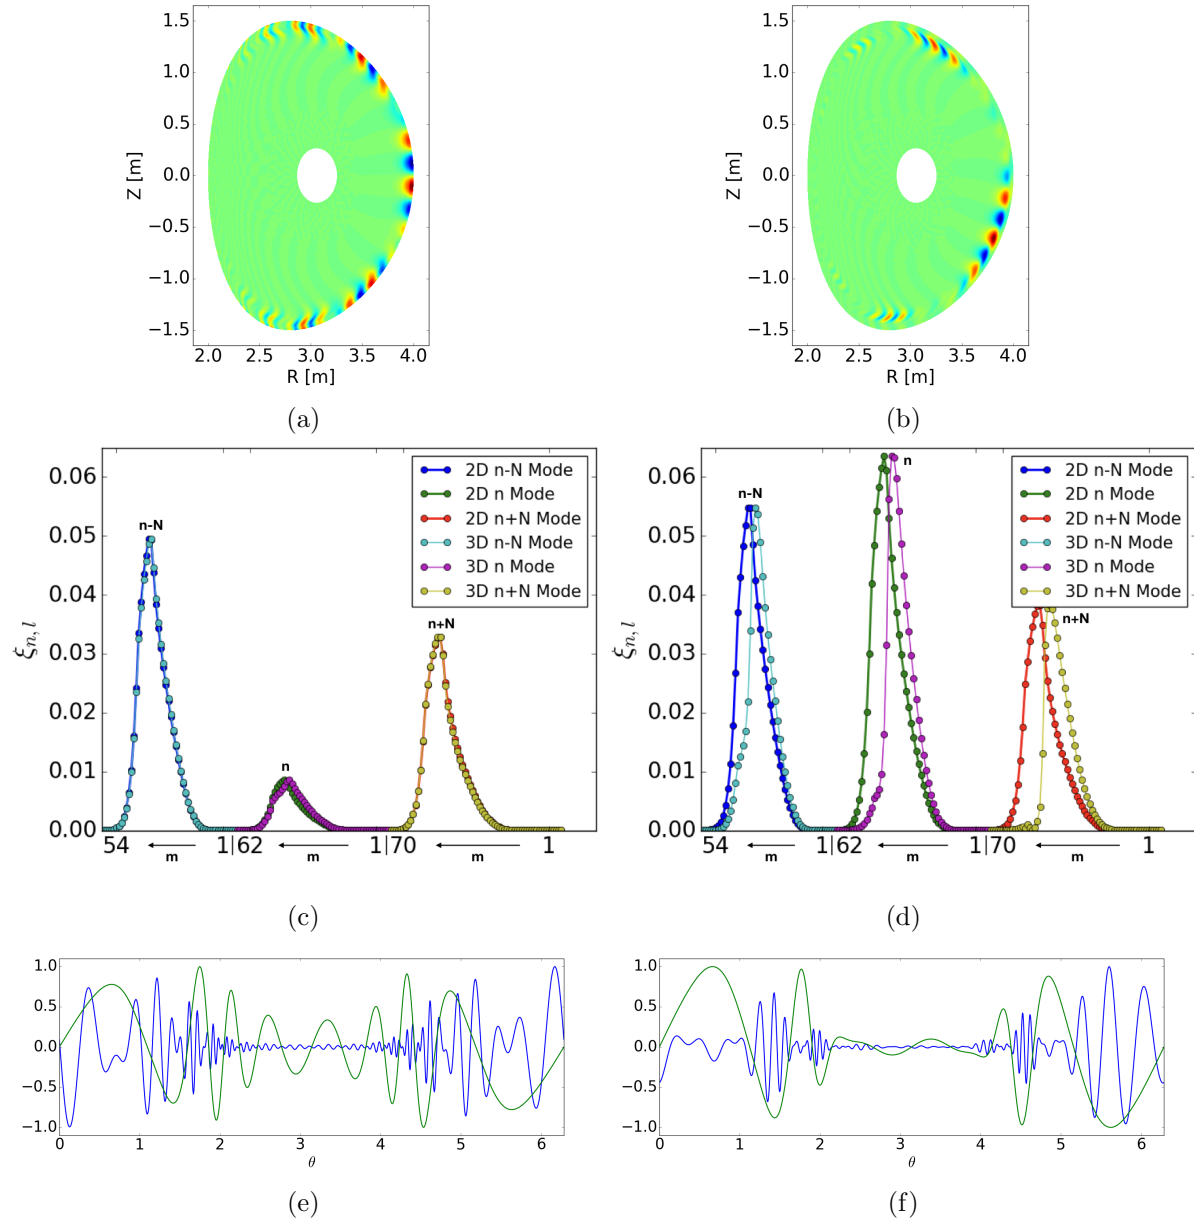 1.5
1.0
0.5
0.0
−0.5
−1.0
−1.5
Z [m]
2.0 2.5 3.0 3.5 4.0
R [m]
(a)
1.5
1.0
0.5
0.0
−0.5
−1.0
−1.5
Z [m]
2.0 2.5 3.0 3.5 4.0
R [m]
(b)
0.06
0.05
0.04
0.03
0.02
0.01
0.00
ξn, l
n-N
n
n+N
2D n-N Mode
2D n Mode
2D n+N Mode
3D n-N Mode
3D n Mode
3D n+N Mode
54 1|62 1|70 1
m m m
(c)
0.06
0.05
0.04
0.03
0.02
0.01
0.00
ξn, l
n-N
n
n+N
2D n-N Mode
2D n Mode
2D n+N Mode
3D n-N Mode
3D n Mode
3D n+N Mode
54 1|62 1|70 1
m m m
(d)
1.0
0.5
0.0
−0.5
−1.0
0 1 2 3 4 5 6
θ
(e)
1.0
0.5
0.0
−0.5
−1.0
0 1 2 3 4 5 6
θ
(f)